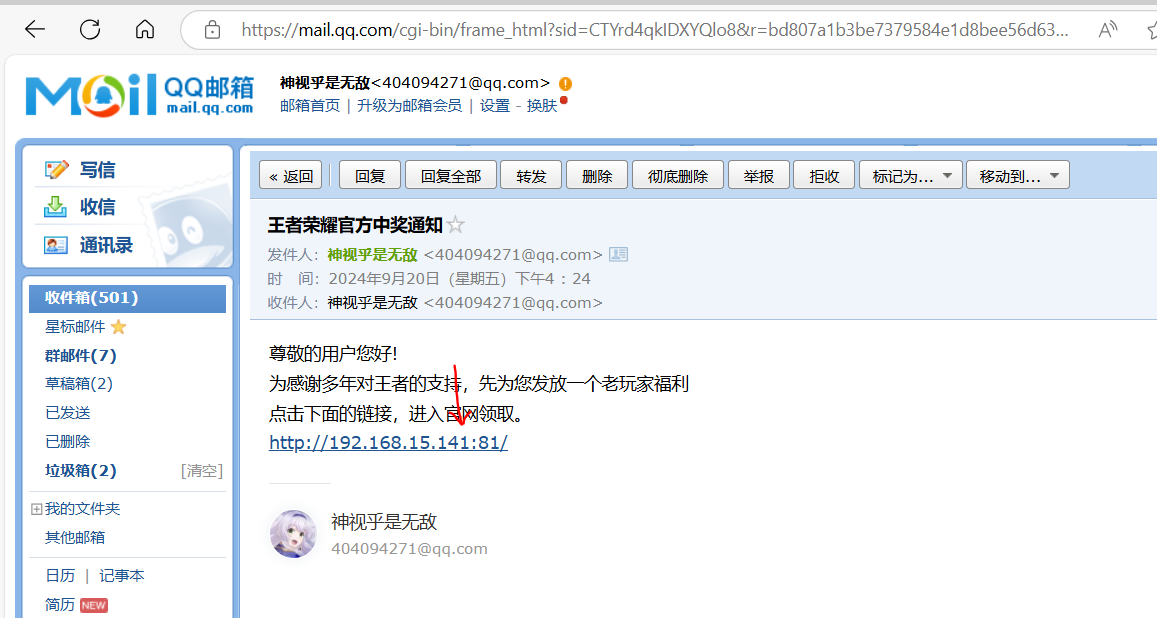 https://mail.qq.com/cgi-bin/frame_html?sid=CTYrd4qkIDXYQlo8&r=bd807a1b3be7379584e1d8bee56d63...
Mail QQ邮箱 mail.qq.com
神视乎是无敌<404094271@qq.com>
邮箱首页 | 升级为邮箱会员 | 设置 - 换肤
写信
收信
通讯录
收件箱(501)
星标邮件
群邮件(7)
草稿箱(2)
已发送
已删除
垃圾箱(2) [清空]
我的文件夹
其他邮箱
日历 | 记事本
简历 NEW
« 返回 回复 回复全部 转发 删除 彻底删除 举报 拒收 标记为... 移动到...
王者荣耀官方中奖通知
发件人：神视乎是无敌 <404094271@qq.com>
时 间：2024年9月20日（星期五）下午4：24
收件人：神视乎是无敌 <404094271@qq.com>
尊敬的用户您好!
为感谢多年对王者的支持，先为您发放一个老玩家福利
点击下面的链接，进入官网领取。
http://192.168.15.141:81/
神视乎是无敌
404094271@qq.com